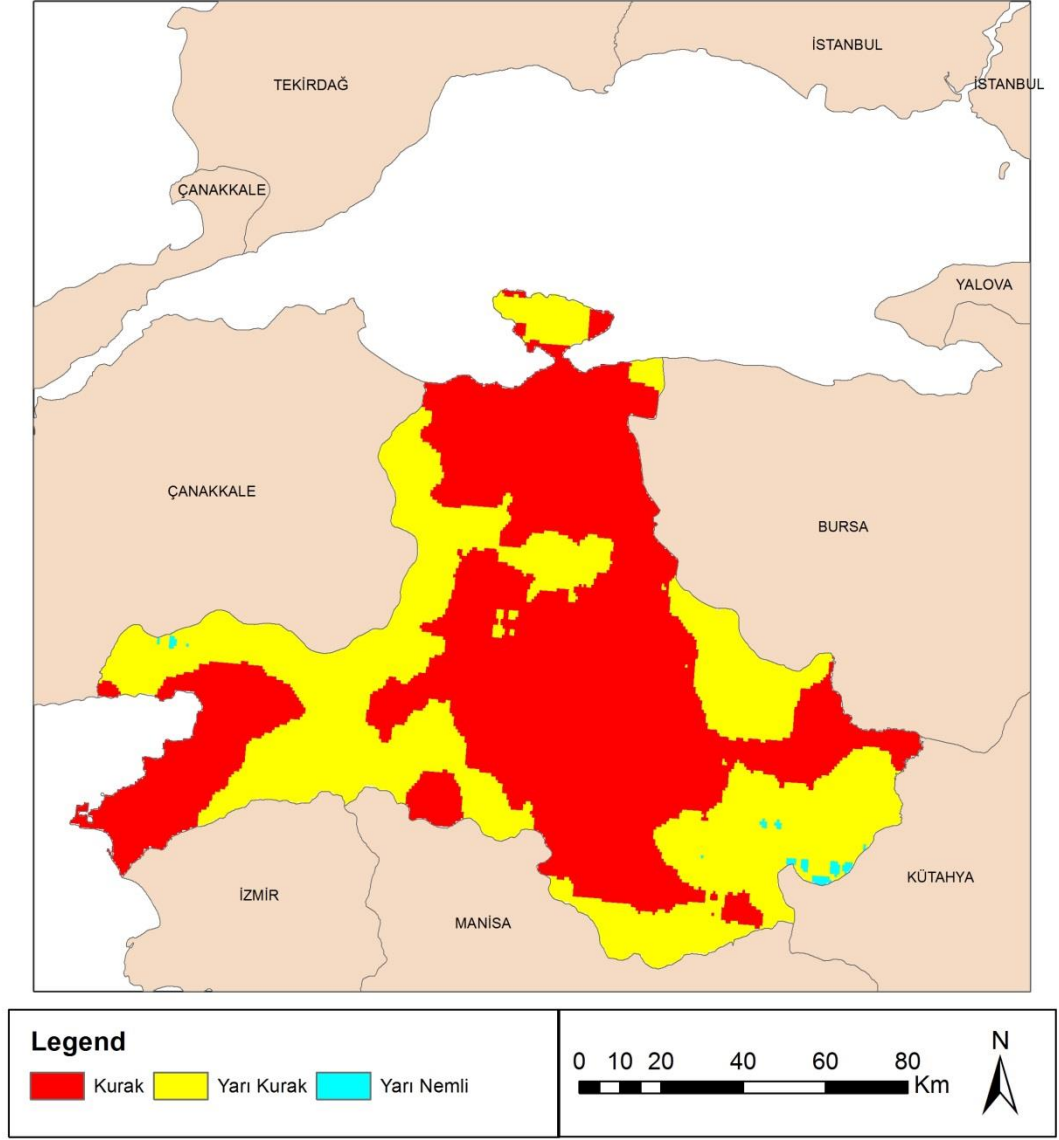 İSTANBUL
TEKİRDAĞ
İSTANBUL
ÇANAKKALE
YALOVA
ÇANAKKALE
BURSA
KÜTAHYA
İZMİR
MANİSA
Legend
Kurak
Yarı Kurak
Yarı Nemli
0 10 20 40 60 80
Km
N